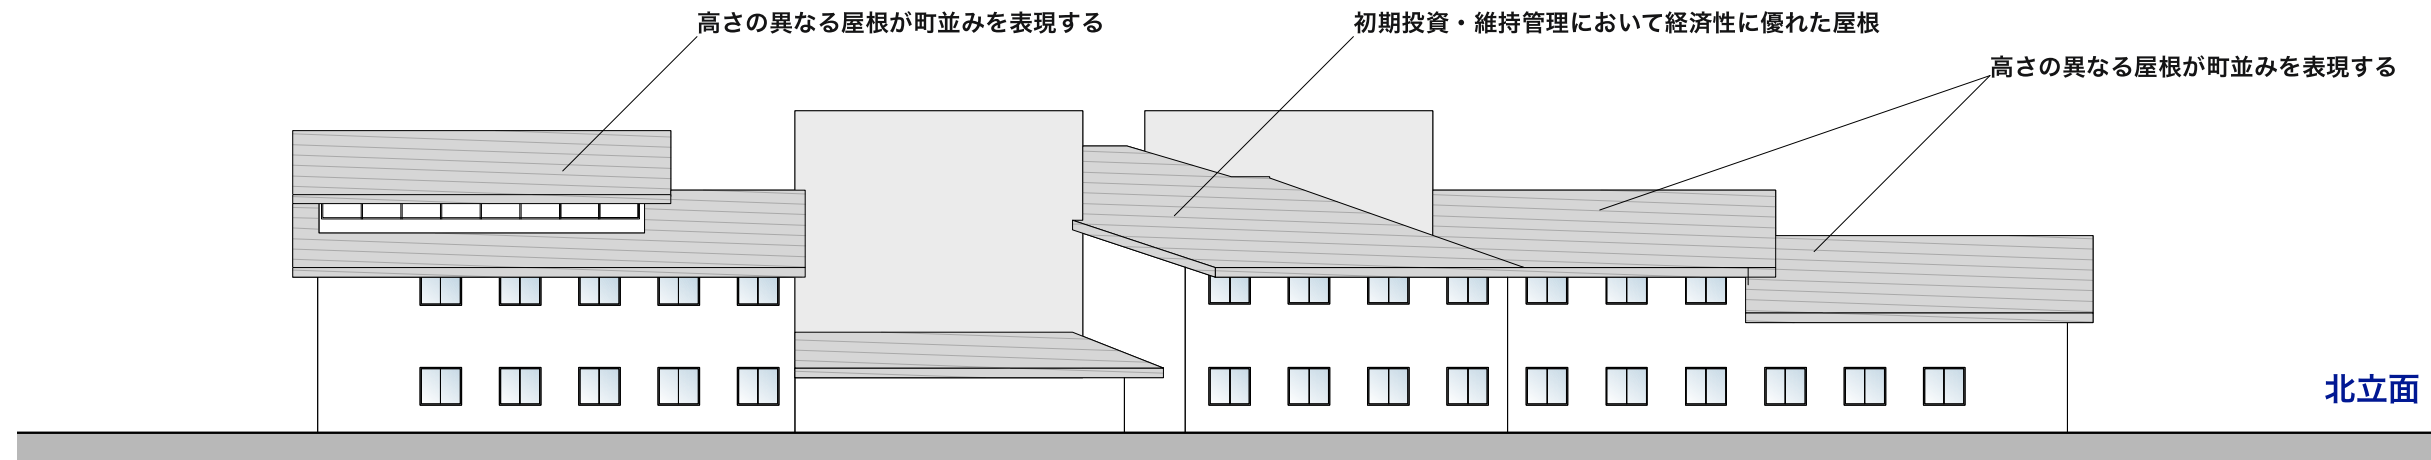 高さの異なる屋根が町並みを表現する
初期投資・維持管理において経済性に優れた屋根
高さの異なる屋根が町並みを表現する
北立面